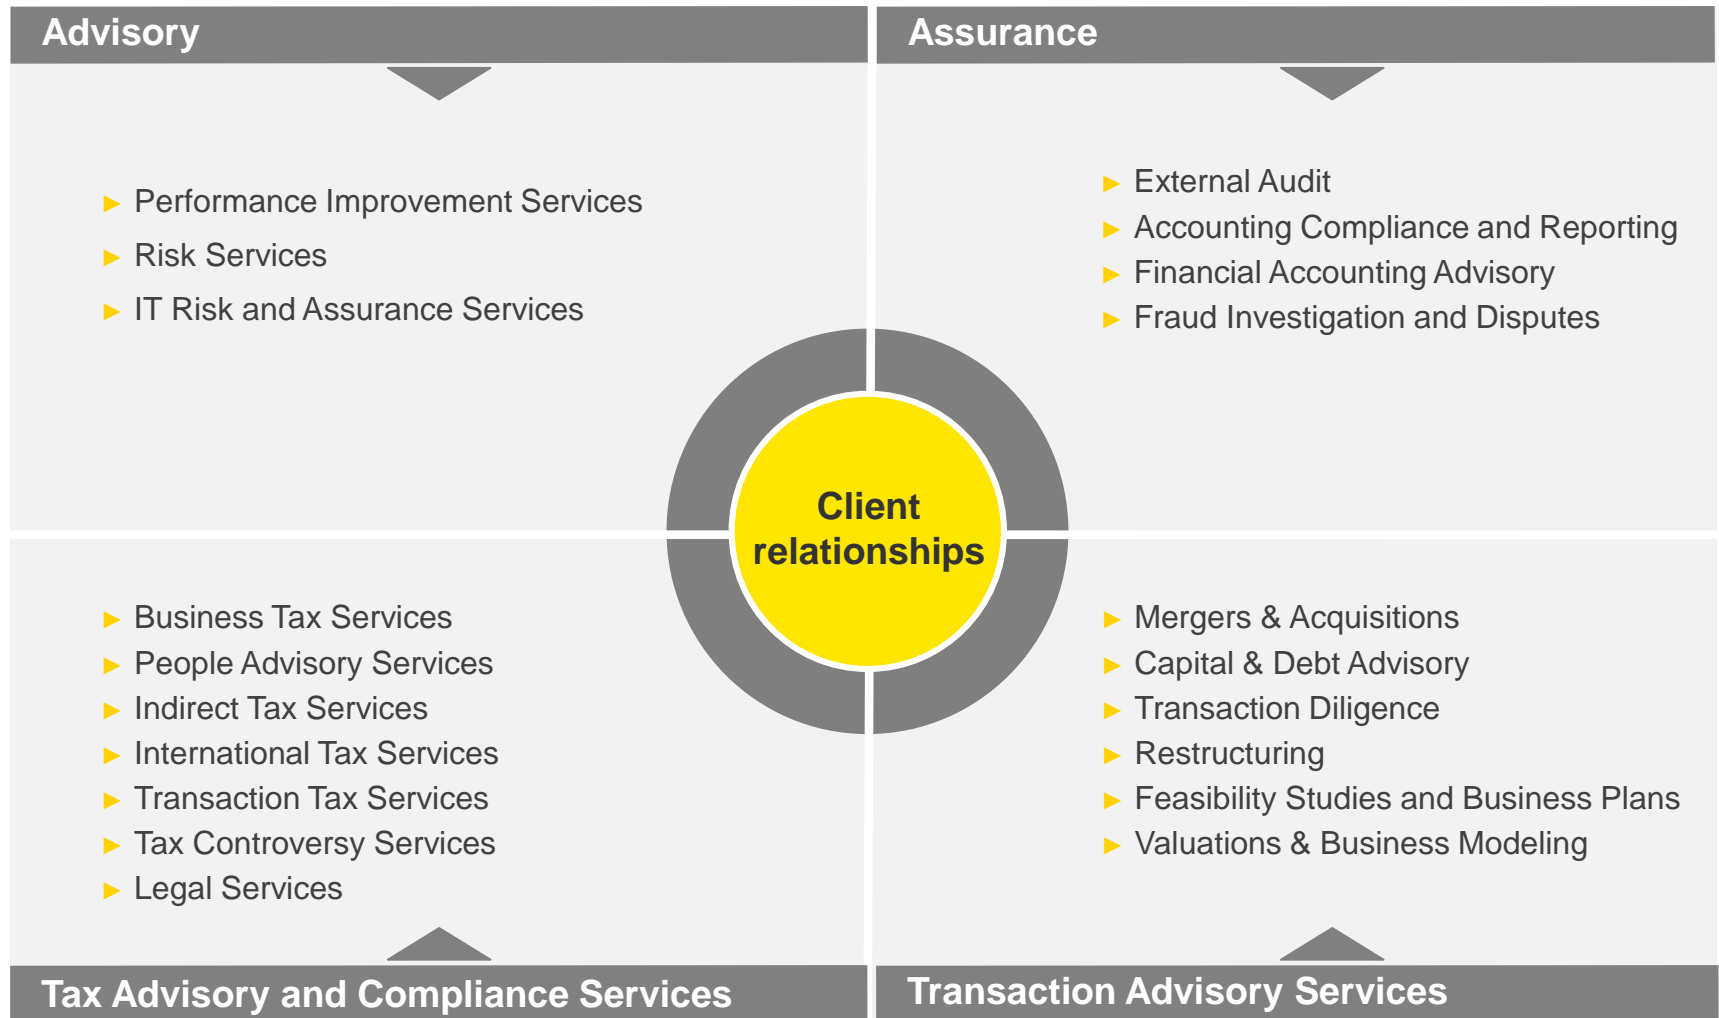 Advisory
► Performance Improvement Services
► Risk Services
► IT Risk and Assurance Services
Assurance
► External Audit
► Accounting Compliance and Reporting
► Financial Accounting Advisory
► Fraud Investigation and Disputes
Client
relationships
► Business Tax Services
► People Advisory Services
► Indirect Tax Services
► International Tax Services
► Transaction Tax Services
► Tax Controversy Services
► Legal Services
Tax Advisory and Compliance Services
► Mergers & Acquisitions
► Capital & Debt Advisory
► Transaction Diligence
► Restructuring
► Feasibility Studies and Business Plans
► Valuations & Business Modeling
Transaction Advisory Services